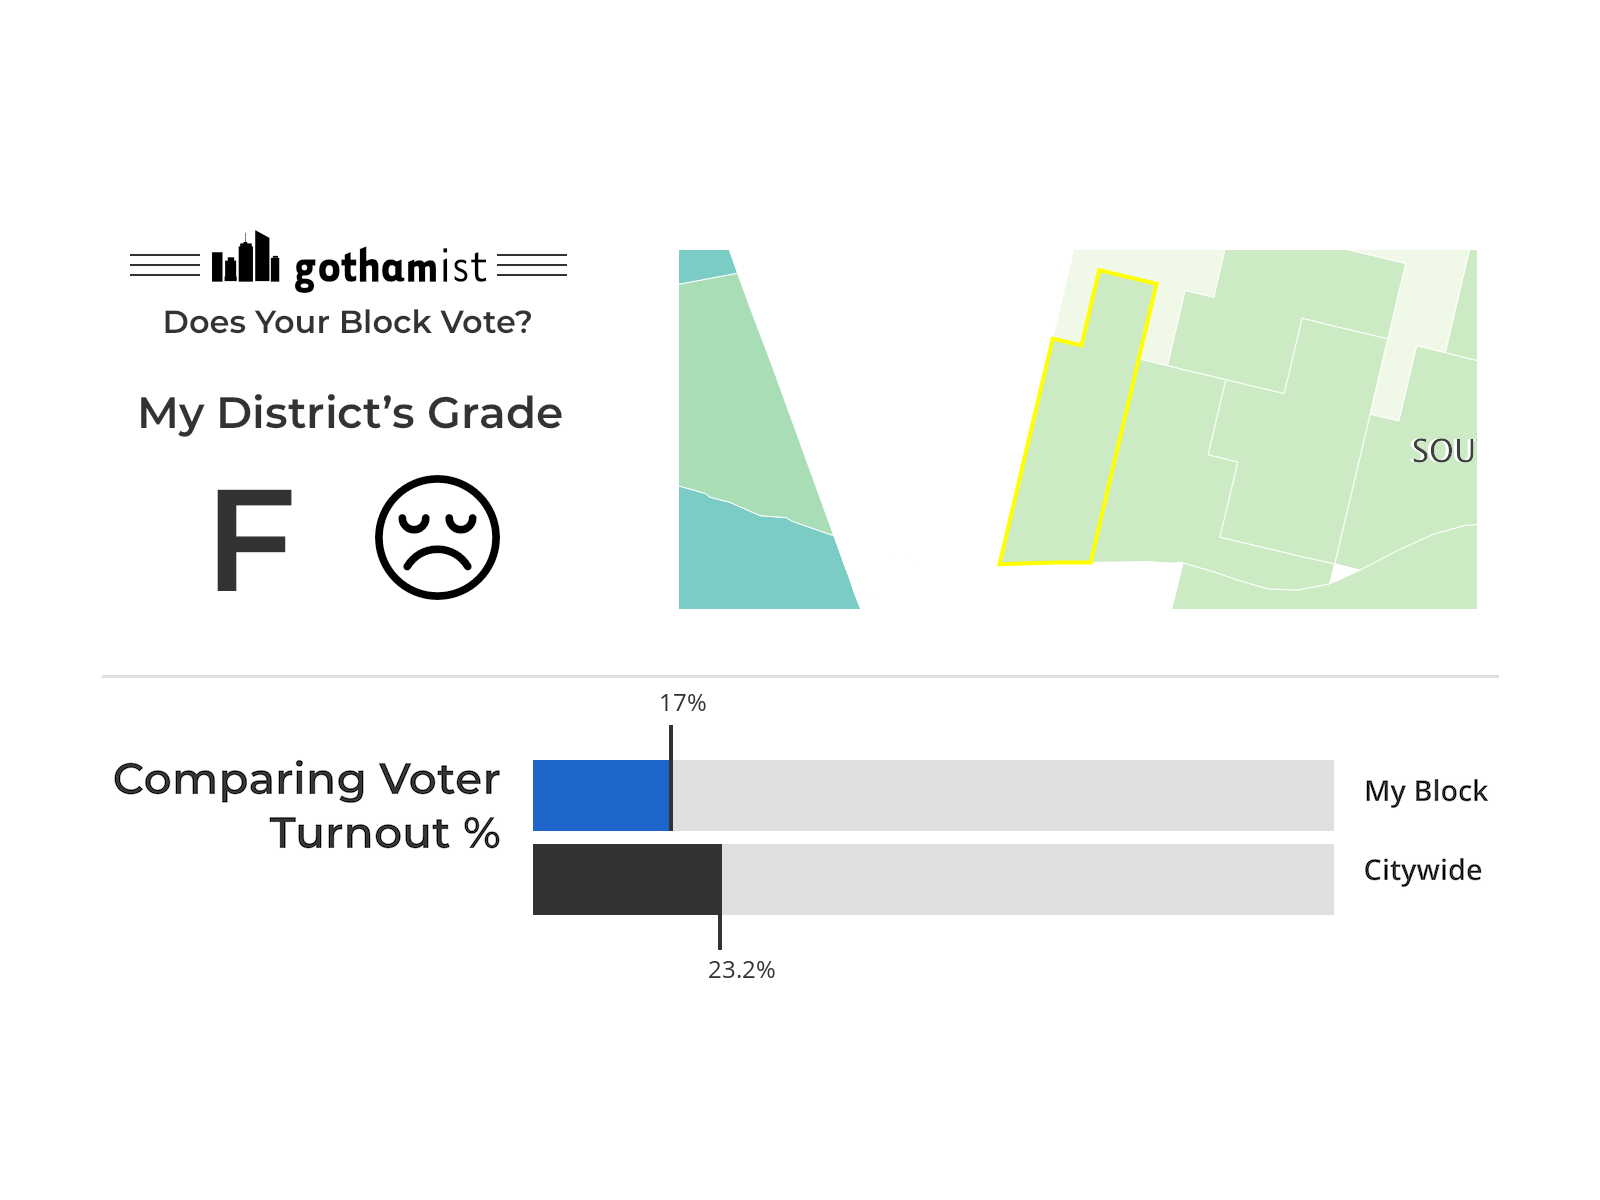 gothamist
Does Your Block Vote?
My District’s Grade
F
SOU
17%
Comparing Voter
Turnout %
My Block
Citywide
23.2%